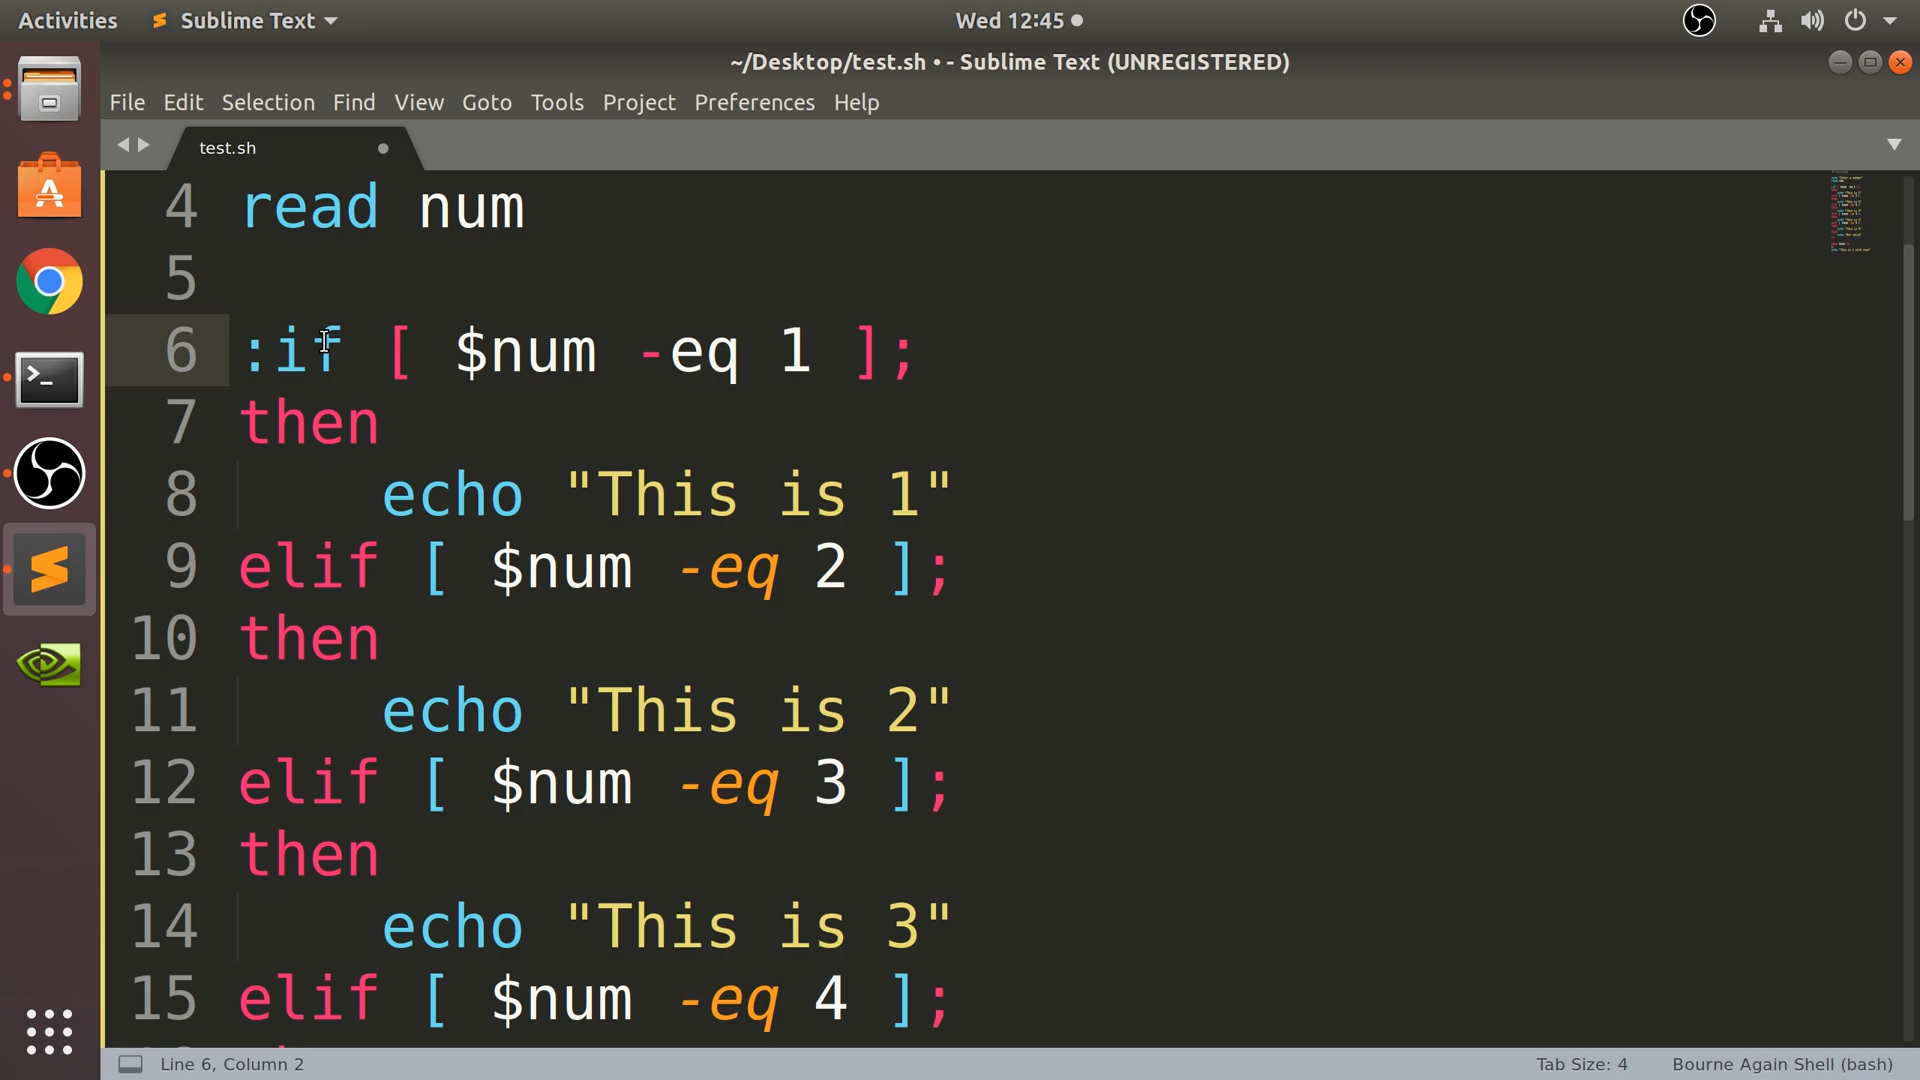 Activities Sublime Text Wed 12:45
~/Desktop/test.sh • - Sublime Text (UNREGISTERED)
File Edit Selection Find View Goto Tools Project Preferences Help
test.sh
4 read num
5
6 :if [ $num -eq 1 ];
7 then
8 echo "This is 1"
9 elif [ $num -eq 2 ];
10 then
11 echo "This is 2"
12 elif [ $num -eq 3 ];
13 then
14 echo "This is 3"
15 elif [ $num -eq 4 ];
Line 6, Column 2 Tab Size: 4 Bourne Again Shell (bash)